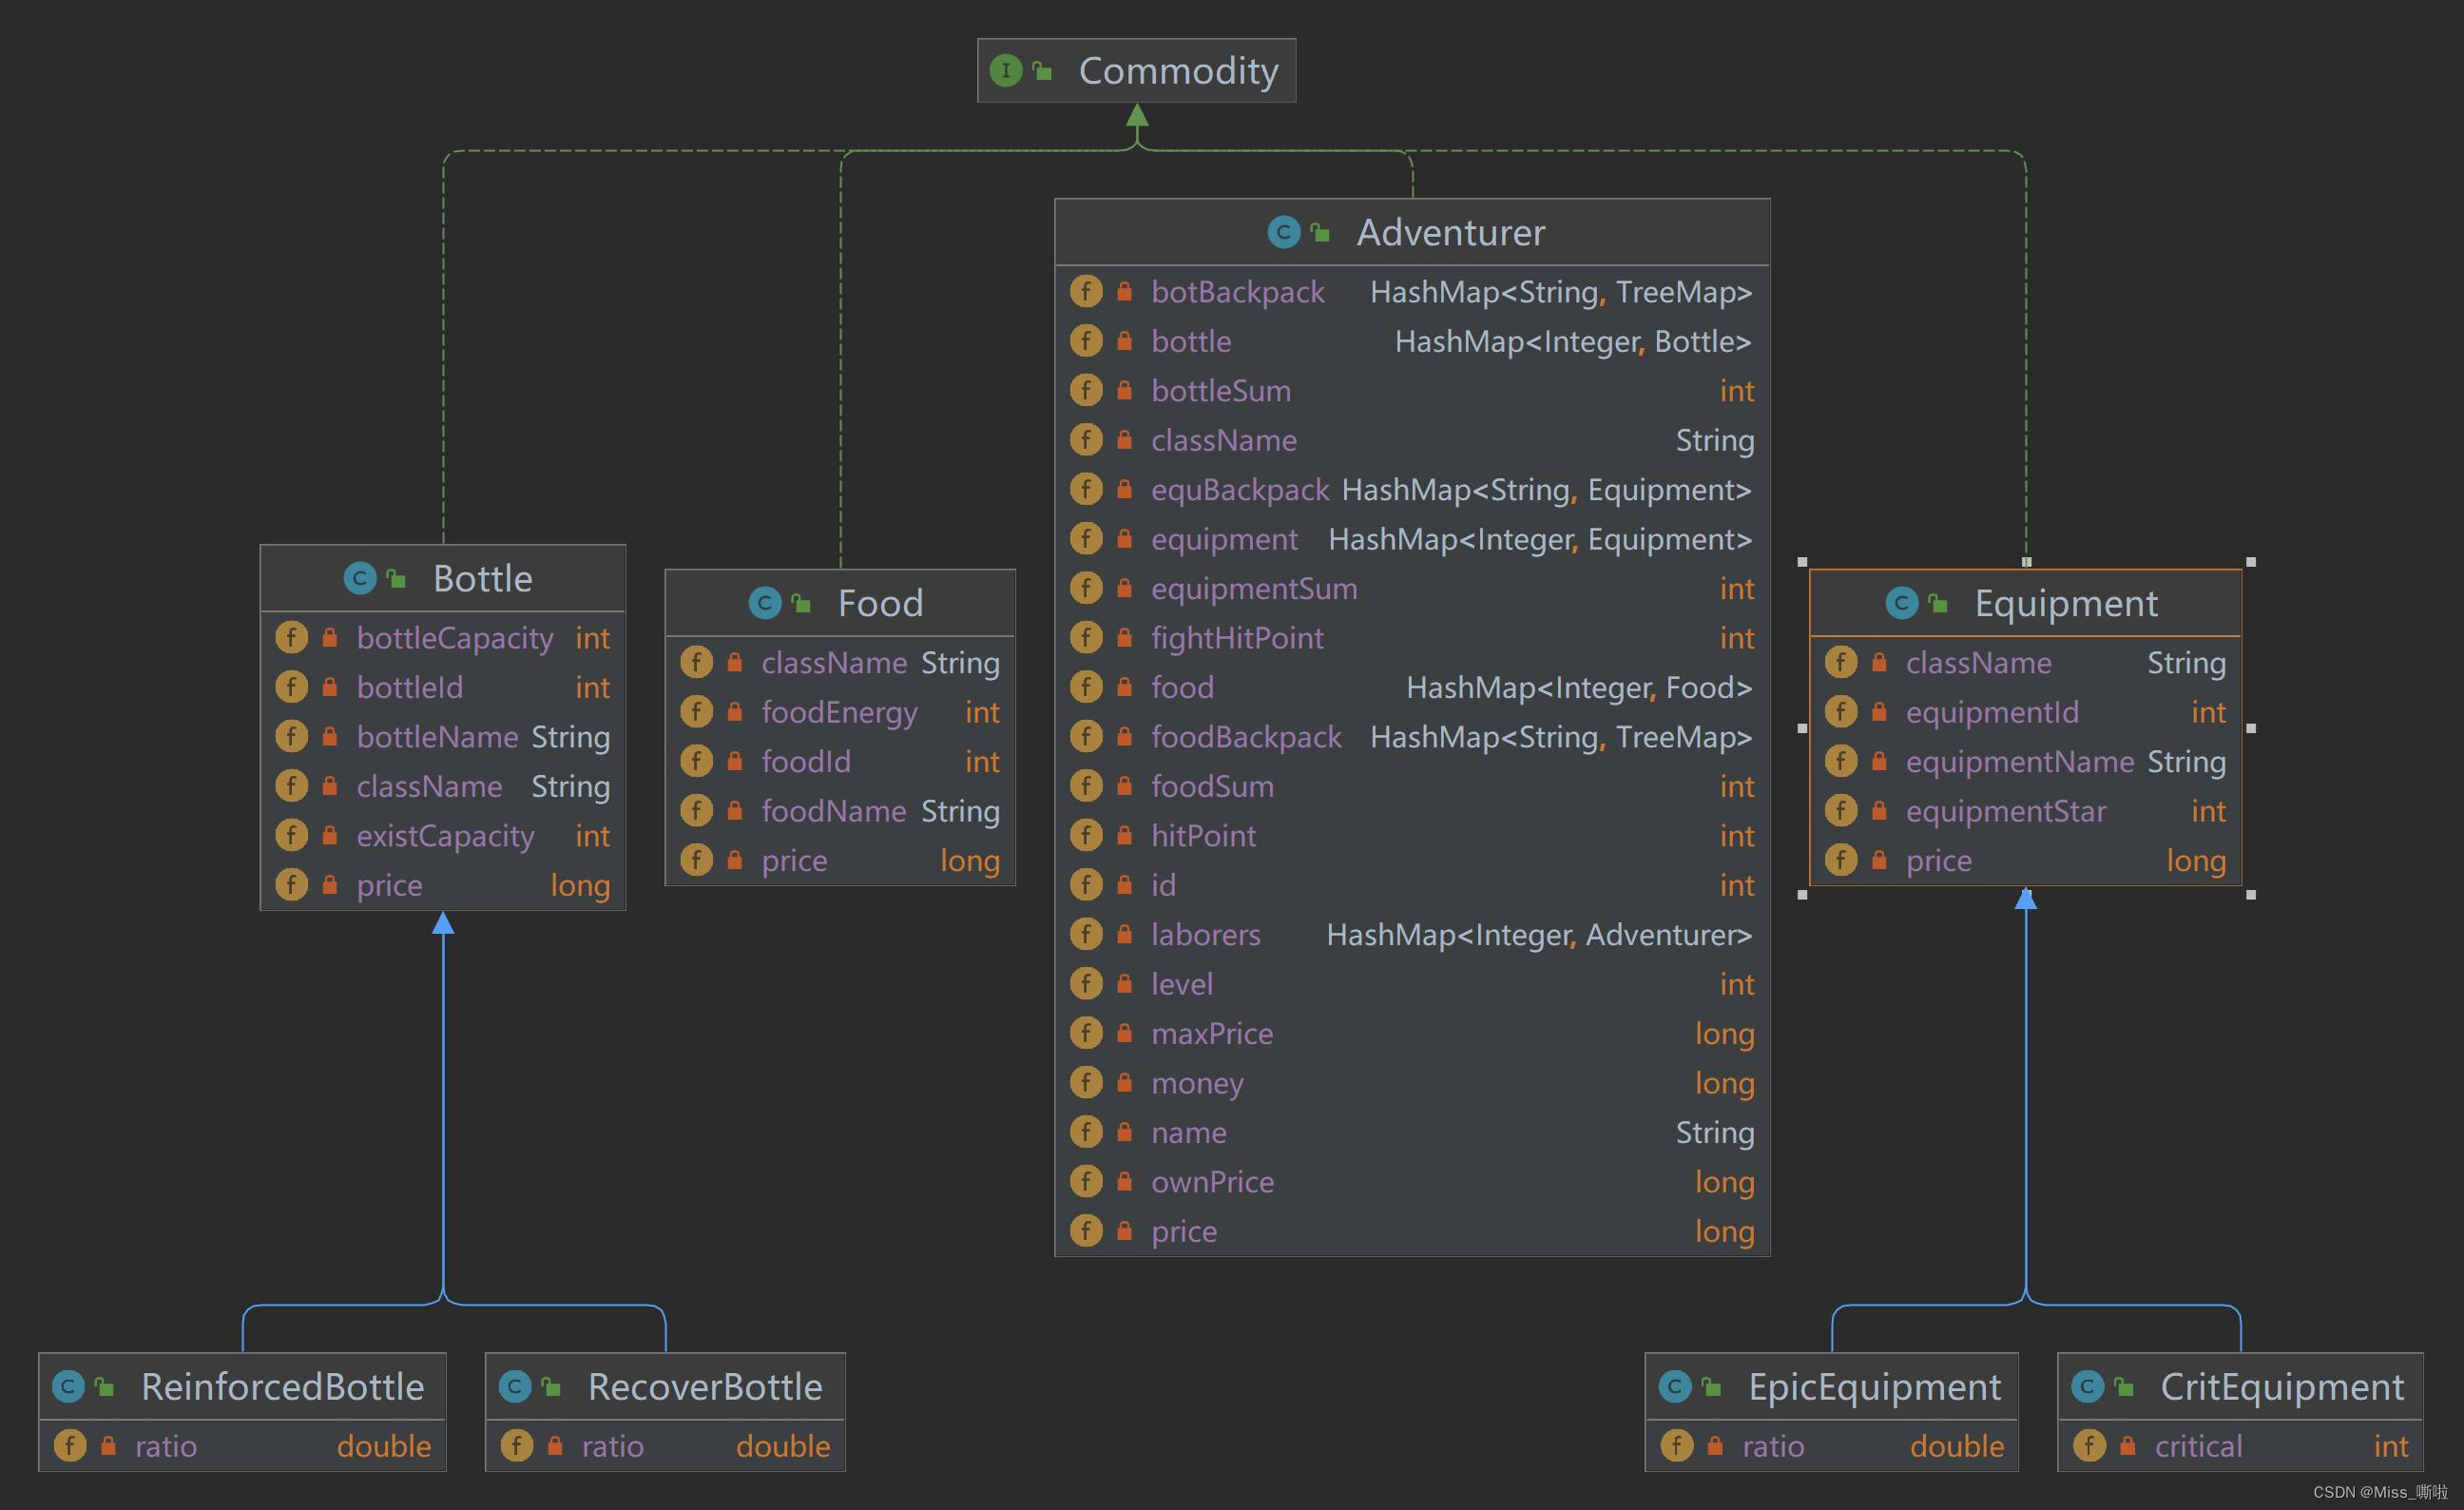 Commodity
Adventurer
botBackpack HashMap<String, TreeMap>
bottle HashMap<Integer, Bottle>
bottleSum int
className String
equBackpack HashMap<String, Equipment>
equipment HashMap<Integer, Equipment>
equipmentSum int
fightHitPoint int
food HashMap<Integer, Food>
foodBackpack HashMap<String, TreeMap>
foodSum int
hitPoint int
id int
laborers HashMap<Integer, Adventurer>
level int
maxPrice long
money long
name String
ownPrice long
price long
Bottle
bottleCapacity int
bottleId int
bottleName String
className String
existCapacity int
price long
Food
className String
foodEnergy int
foodId int
foodName String
price long
Equipment
className String
equipmentId int
equipmentName String
equipmentStar int
price long
ReinforcedBottle
ratio double
RecoverBottle
ratio double
EpicEquipment
ratio double
CritEquipment
critical int
CSDN @Miss_嘶啦